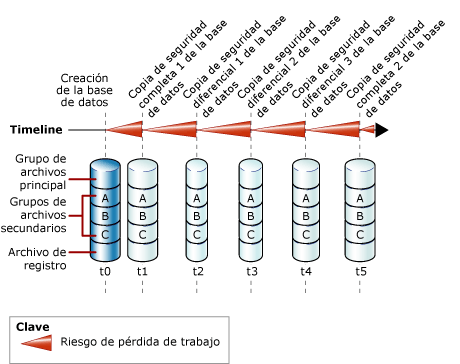 Creación
de la base
de datos
Copia de seguridad
completa 1 de la base
de datos
Copia de seguridad
diferencial 1 de la base
de datos
Copia de seguridad
diferencial 2 de la base
de datos
Copia de seguridad
diferencial 3 de la base
de datos
Copia de seguridad
completa 2 de la base
de datos
Timeline
Grupo de
archivos
principal
Grupos de
archivos
secundarios
Archivo de
registro
A
B
C
A
B
C
A
B
C
A
B
C
A
B
C
A
B
C
t0
t1
t2
t3
t4
t5
Clave
Riesgo de pérdida de trabajo